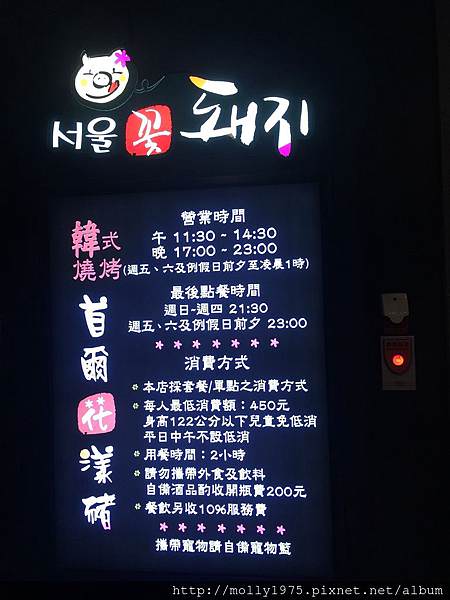 서울 꽃 돼지
韓式
燒烤
首爾花漾豬
營業時間
午 11:30 ~ 14:30
晚 17:00 ~ 23:00
(週五、六及例假日前夕至凌晨1時)
最後點餐時間
週日~週四 21:30
週五、六及例假日前夕 23:00
* * * * * * *
消費方式
* 本店採套餐/單點之消費方式
* 每人最低消費額：450元
身高122公分以下兒童免低消
平日中午不設低消
* 用餐時間：2小時
* 請勿攜帶外食及飲料
自備酒品酌收開瓶費200元
* 餐飲另收10%服務費
* * * * * * *
攜帶寵物請自備寵物籃
http://molly1975.pixnet.net/album